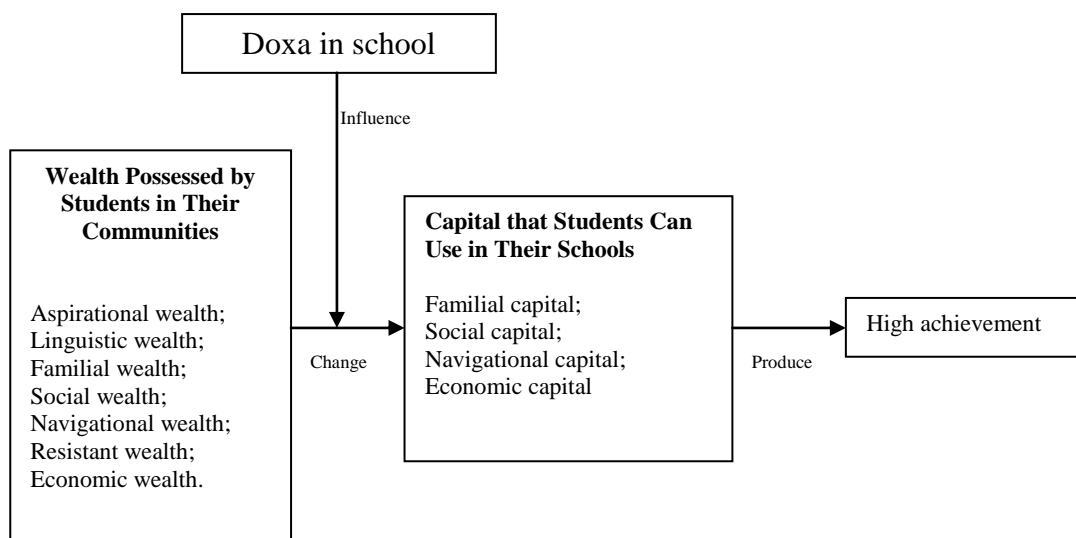 Doxa in school
Influence
Wealth Possessed by
Students in Their
Communities
Aspirational wealth;
Linguistic wealth;
Familial wealth;
Social wealth;
Navigational wealth;
Resistant wealth;
Economic wealth.
Change
Capital that Students Can
Use in Their Schools
Familial capital;
Social capital;
Navigational capital;
Economic capital
Produce
High achievement